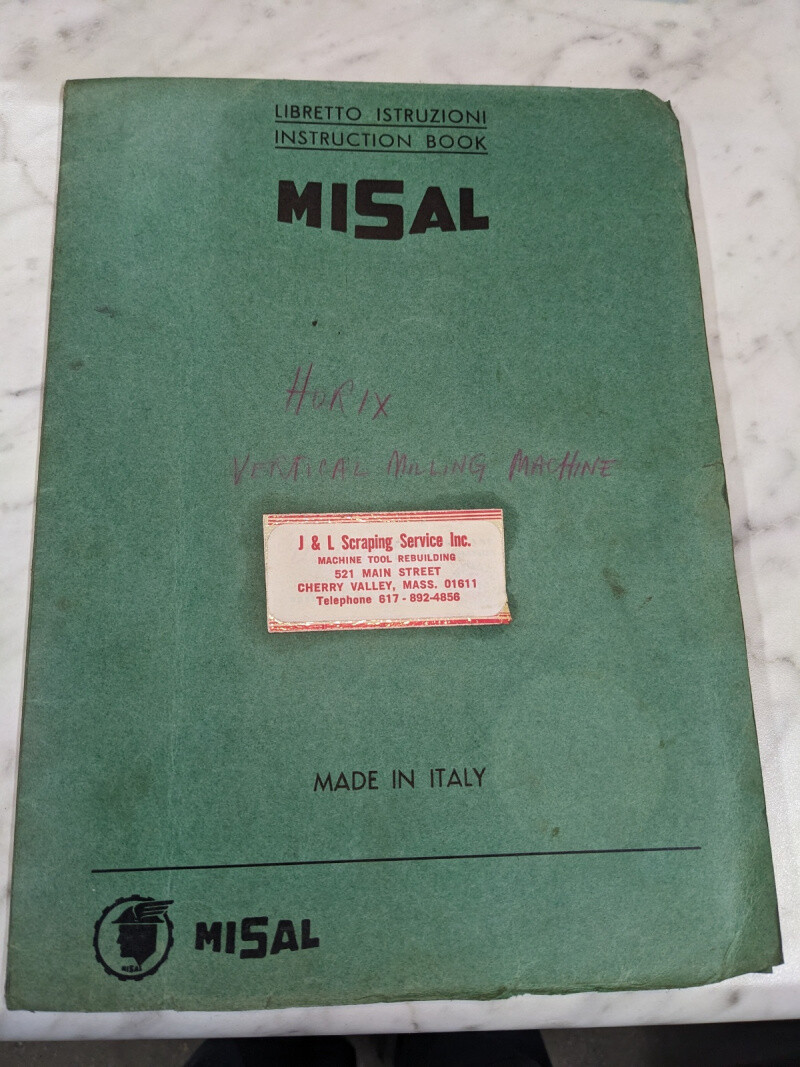 LIBRETTO ISTRUZIONI
INSTRUCTION BOOK
MISAL
HURIX
VERTICAL MILLING MACHINE
J & L Scraping Service Inc.
MACHINE TOOL REBUILDING
521 MAIN STREET
CHERRY VALLEY, MASS. 01611
Telephone 617-892-4856
MADE IN ITALY
MISAL
MISAL